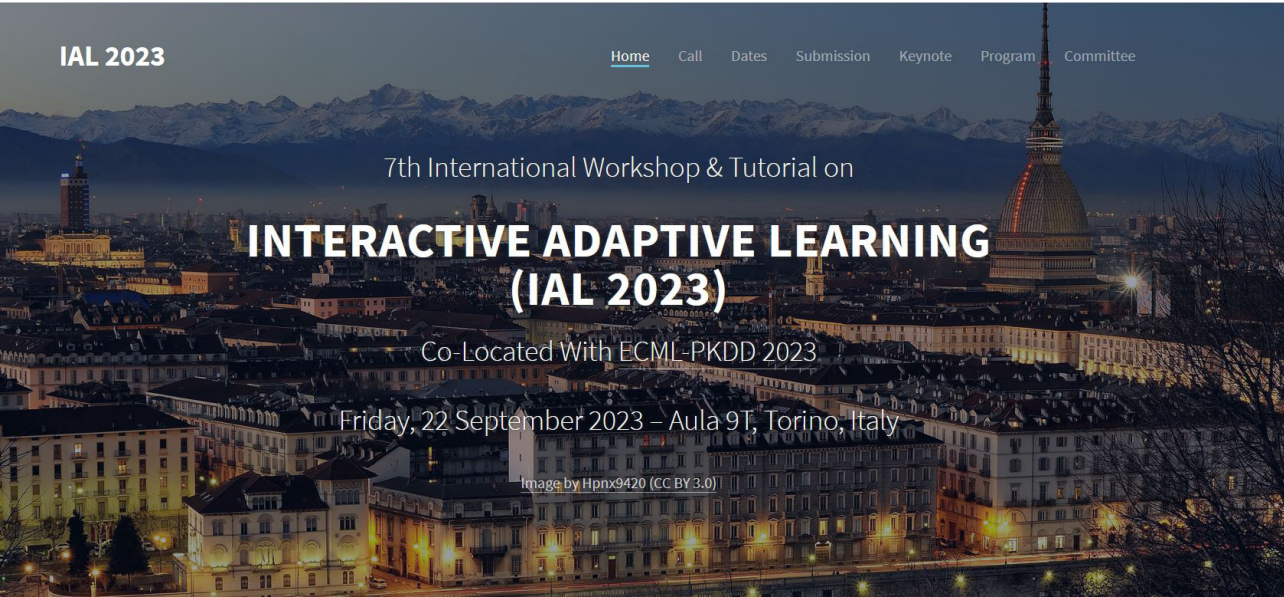 IAL 2023
Home Call Dates Submission Keynote Program Committee
7th International Workshop & Tutorial on
INTERACTIVE ADAPTIVE LEARNING
(IAL 2023)
Co-Located With ECML-PKDD 2023
Friday, 22 September 2023 – Aula 9T, Torino, Italy
Image by Hpnx9420 (CC BY 3.0)